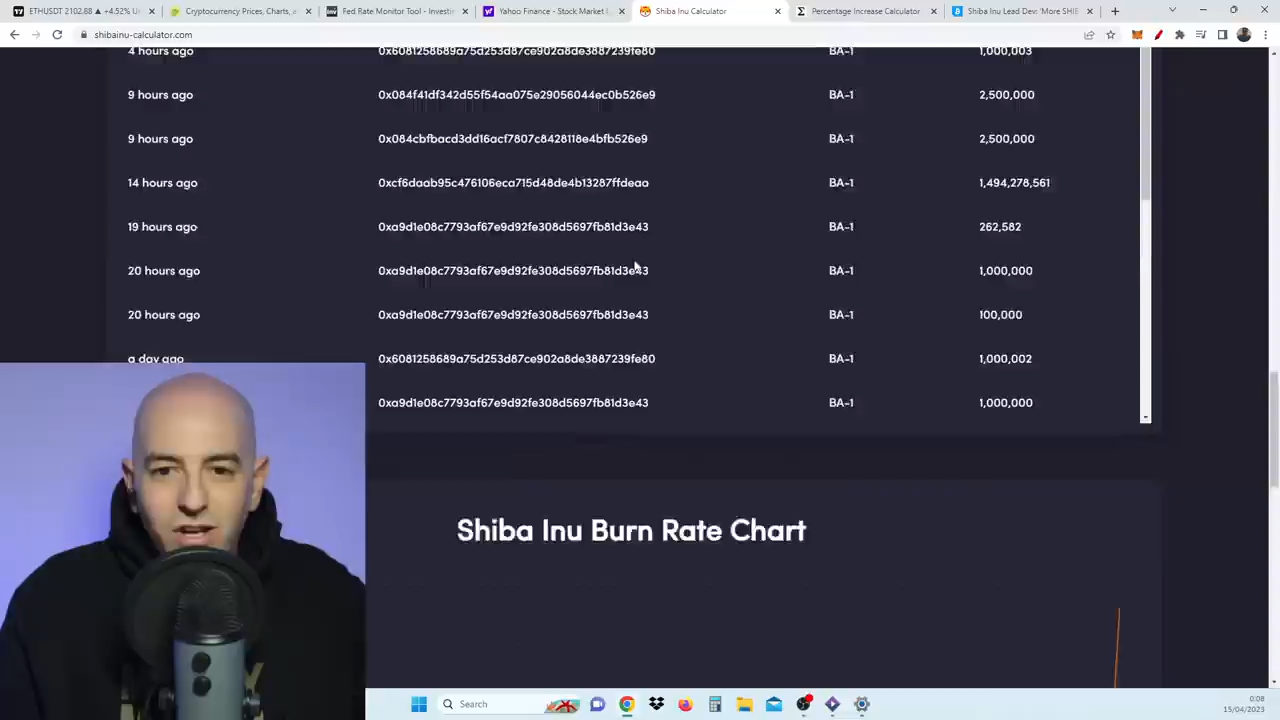 ETHUSDT 2102.88 ▲ +4.52% Un
Cryptocurrency Prices, Charts, a
Fed Rate Monitor Tool - Investin
Yahoo Finance - Stock Market L
Shiba Inu Calculator
Percentage Increase Calculator
Shiba Inu Lead Dev: 'More SHIB
shibainu-calculator.com
4 hours ago 0x6081258689a75d253d87ce902a8de3887239fe80 BA-1 1,000,003
9 hours ago 0x084f41df342d55f54aa075e29056044ec0b526e9 BA-1 2,500,000
9 hours ago 0x084cbfbacd3dd16acf7807c8428118e4bfb526e9 BA-1 2,500,000
14 hours ago 0xcf6daab95c476106eca715d48de4b13287ffdeaa BA-1 1,494,278,561
19 hours ago 0xa9d1e08c7793af67e9d92fe308d5697fb81d3e43 BA-1 262,582
20 hours ago 0xa9d1e08c7793af67e9d92fe308d5697fb81d3e43 BA-1 1,000,000
20 hours ago 0xa9d1e08c7793af67e9d92fe308d5697fb81d3e43 BA-1 100,000
a day ago 0x6081258689a75d253d87ce902a8de3887239fe80 BA-1 1,000,002
0xa9d1e08c7793af67e9d92fe308d5697fb81d3e43 BA-1 1,000,000
Shiba Inu Burn Rate Chart
Search
0:08
15/04/2023